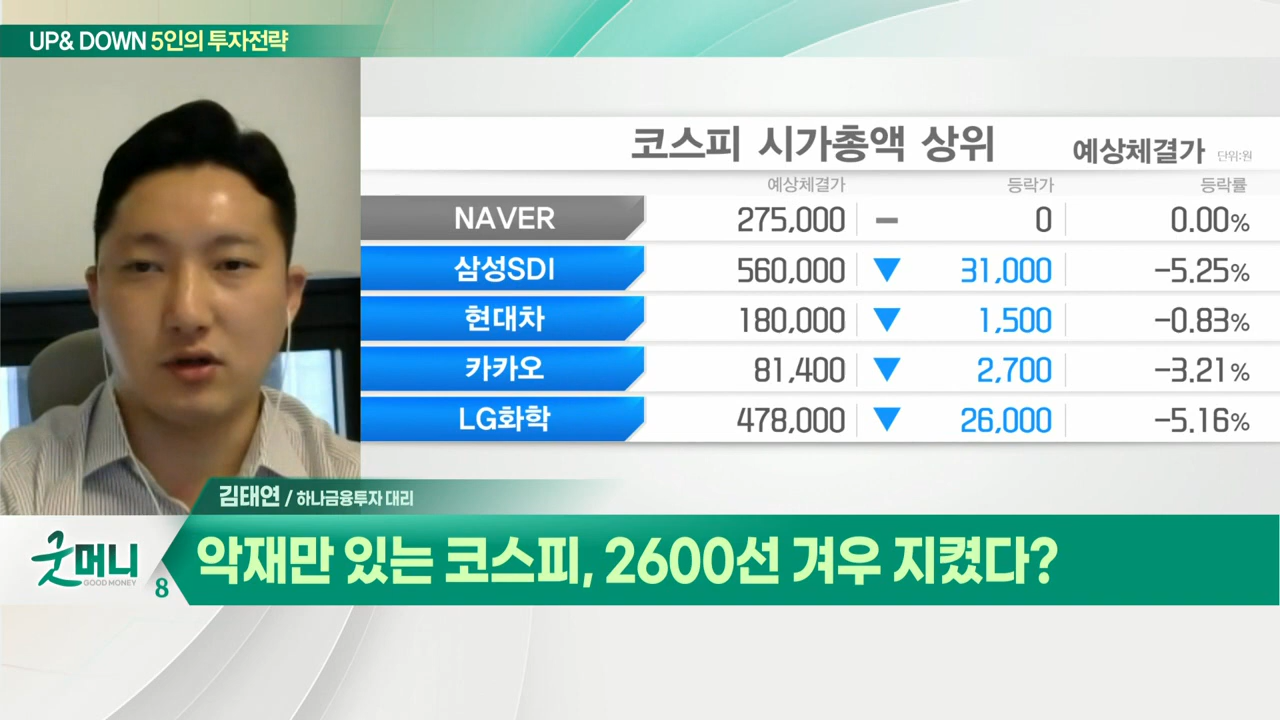 UP& DOWN 5인의 투자전략
코스피 시가총액 상위 예상체결가 단위:원
예상체결가 등락가 등락률
NAVER 275,000 - 0 0.00%
삼성SDI 560,000 ▼ 31,000 -5.25%
현대차 180,000 ▼ 1,500 -0.83%
카카오 81,400 ▼ 2,700 -3.21%
LG화학 478,000 ▼ 26,000 -5.16%
김태연 / 하나금융투자 대리
굿머니
GOOD MONEY
8
악재만 있는 코스피, 2600선 겨우 지켰다?